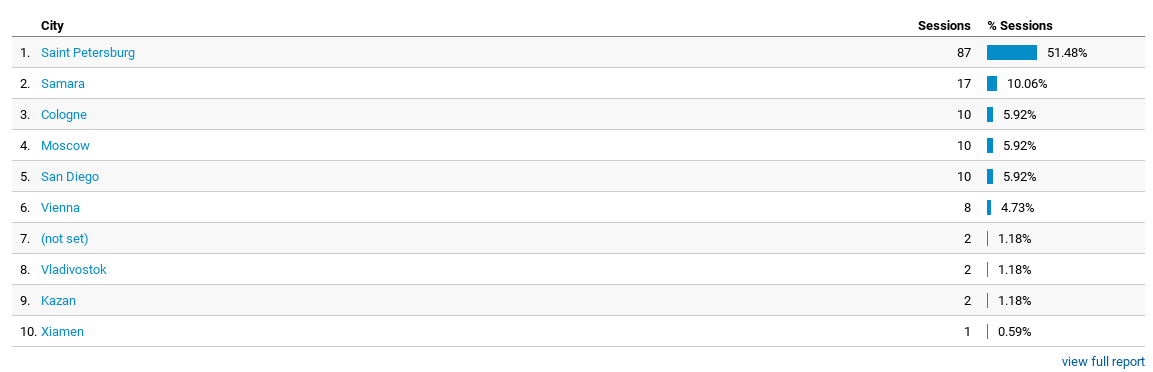 City Sessions % Sessions
1. Saint Petersburg 87 51.48%
2. Samara 17 10.06%
3. Cologne 10 5.92%
4. Moscow 10 5.92%
5. San Diego 10 5.92%
6. Vienna 8 4.73%
7. (not set) 2 1.18%
8. Vladivostok 2 1.18%
9. Kazan 2 1.18%
10. Xiamen 1 0.59%
view full report